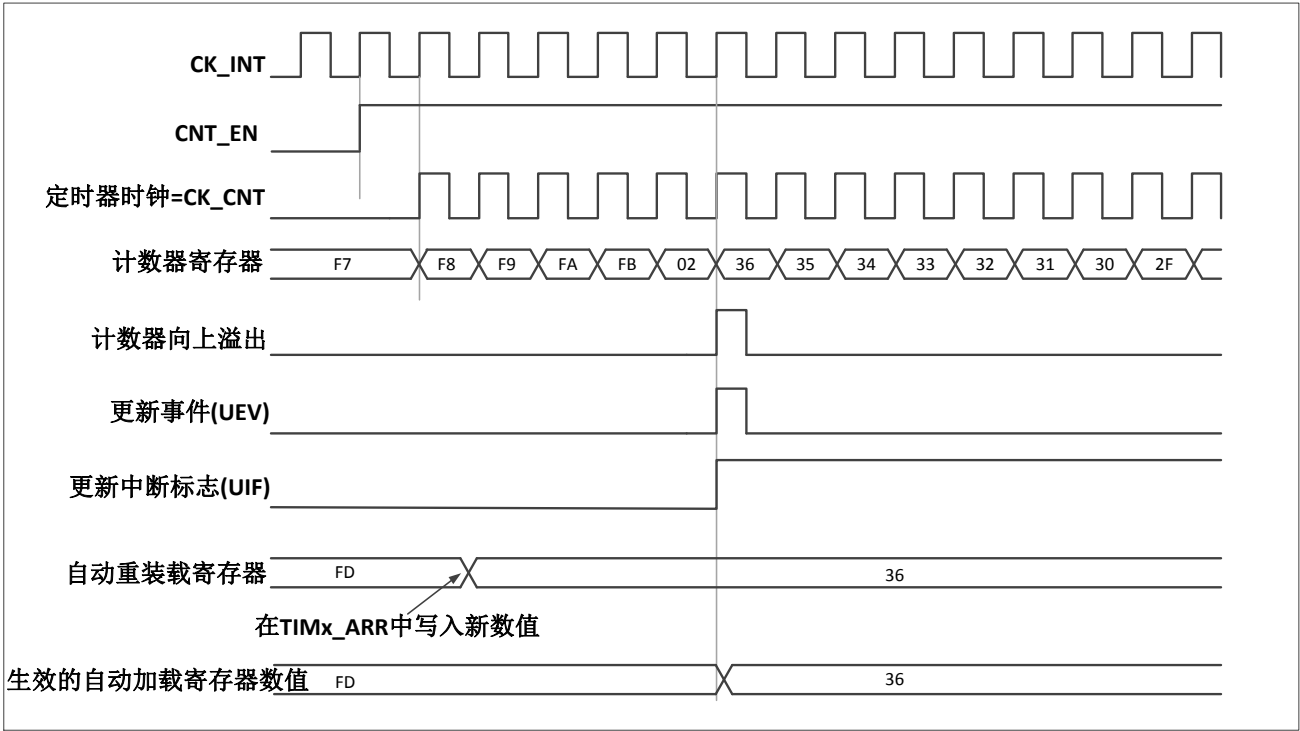 CK_INT
CNT_EN
定时器时钟=CK_CNT
计数器寄存器 F7 F8 F9 FA FB 02 36 35 34 33 32 31 30 2F
计数器向上溢出
更新事件(UEV)
更新中断标志(UIF)
自动重装载寄存器 FD 36
在TIMx_ARR中写入新数值
生效的自动加载寄存器数值 FD 36